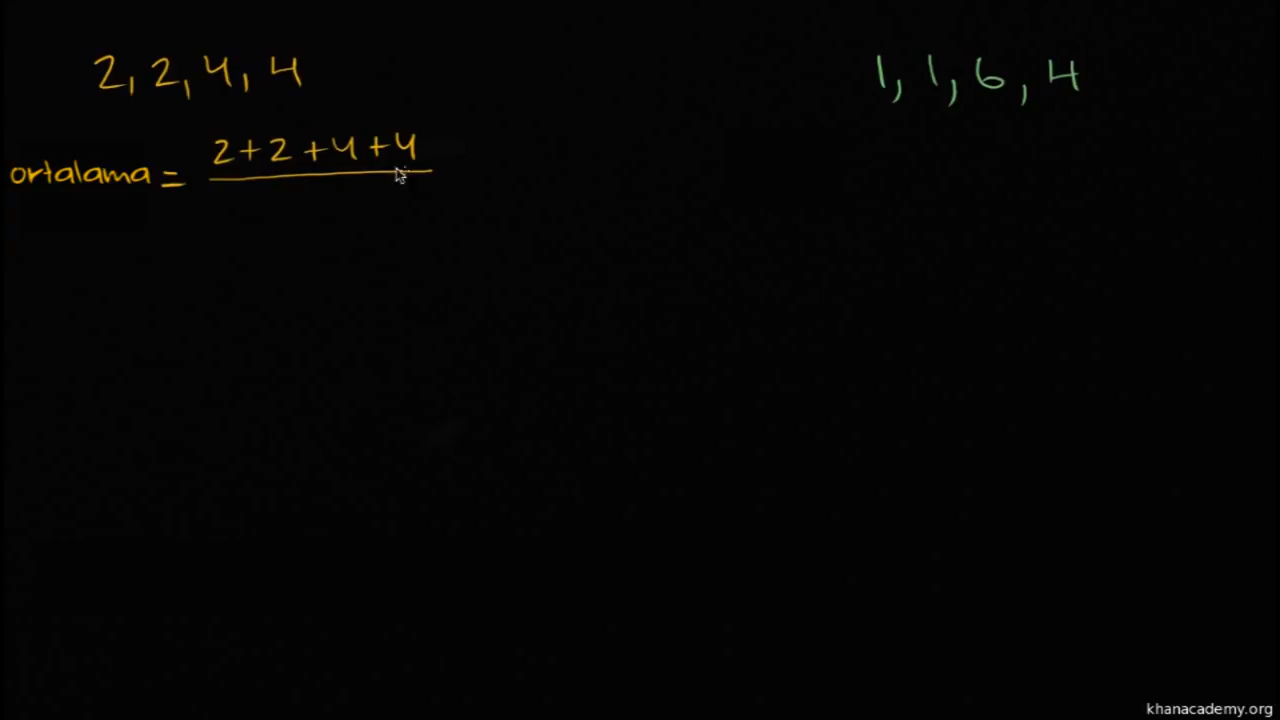 2, 2, 4, 4
1, 1, 6, 4
2+2+4+4
ortalama =
khanacademy.org